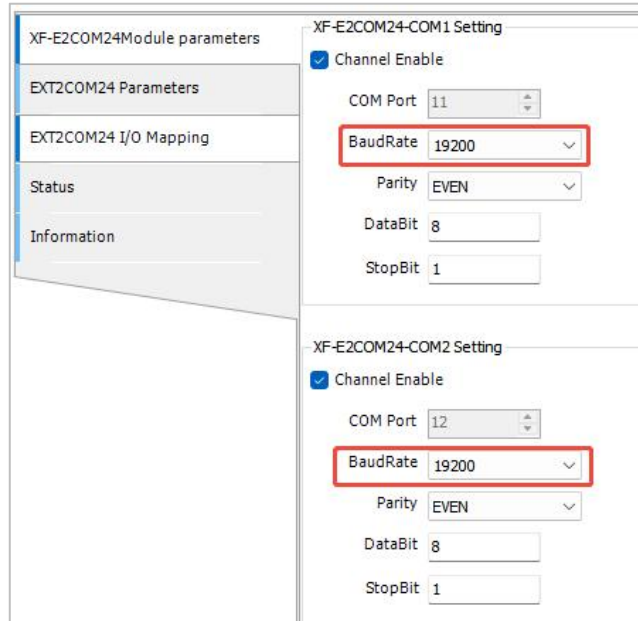 XF-E2COM24Module parameters
EXT2COM24 Parameters
EXT2COM24 I/O Mapping
Status
Information
XF-E2COM24-COM1 Setting
Channel Enable
COM Port 11
BaudRate 19200
Parity EVEN
DataBit 8
StopBit 1
XF-E2COM24-COM2 Setting
Channel Enable
COM Port 12
BaudRate 19200
Parity EVEN
DataBit 8
StopBit 1